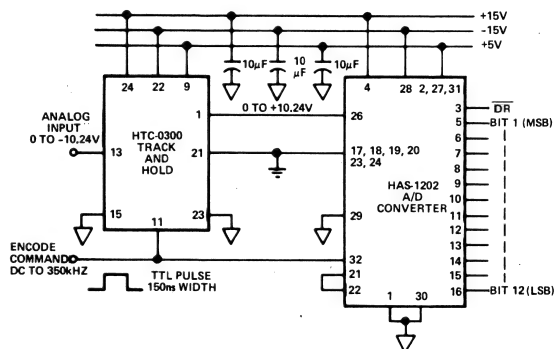 +15V
-15V
+5V
10µF
10 µF
10µF
24
22
9
4
28
2, 27, 31
ANALOG INPUT
0 TO -10.24V
13
HTC-0300
TRACK
AND
HOLD
1
0 TO +10.24V
26
21
17, 18, 19, 20
23, 24
15
23
11
29
HAS-1202
A/D
CONVERTER
3
DR
5
BIT 1 (MSB)
6
7
8
9
10
11
12
13
14
15
16
BIT 12 (LSB)
ENCODE
COMMAND
DC TO 350kHZ
TTL PULSE
150ns WIDTH
32
21
22
1
30